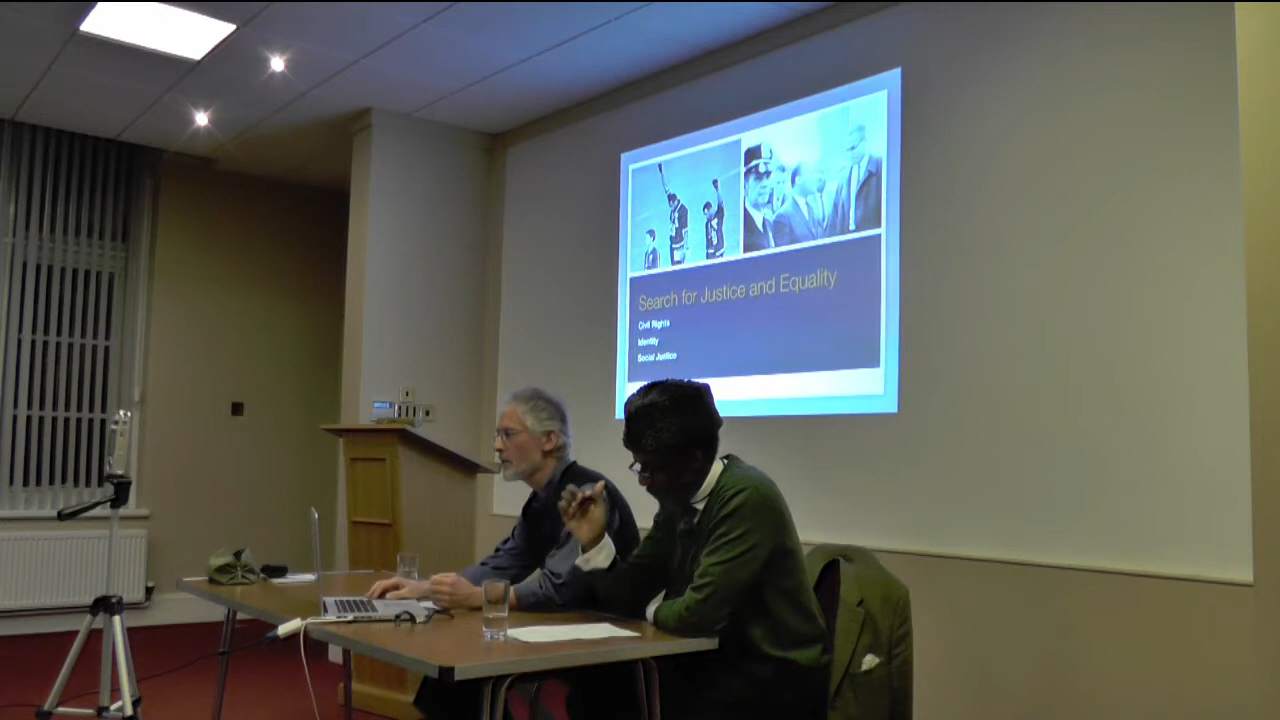 Search for Justice and Equality
Civil Rights
Identity
Social Justice